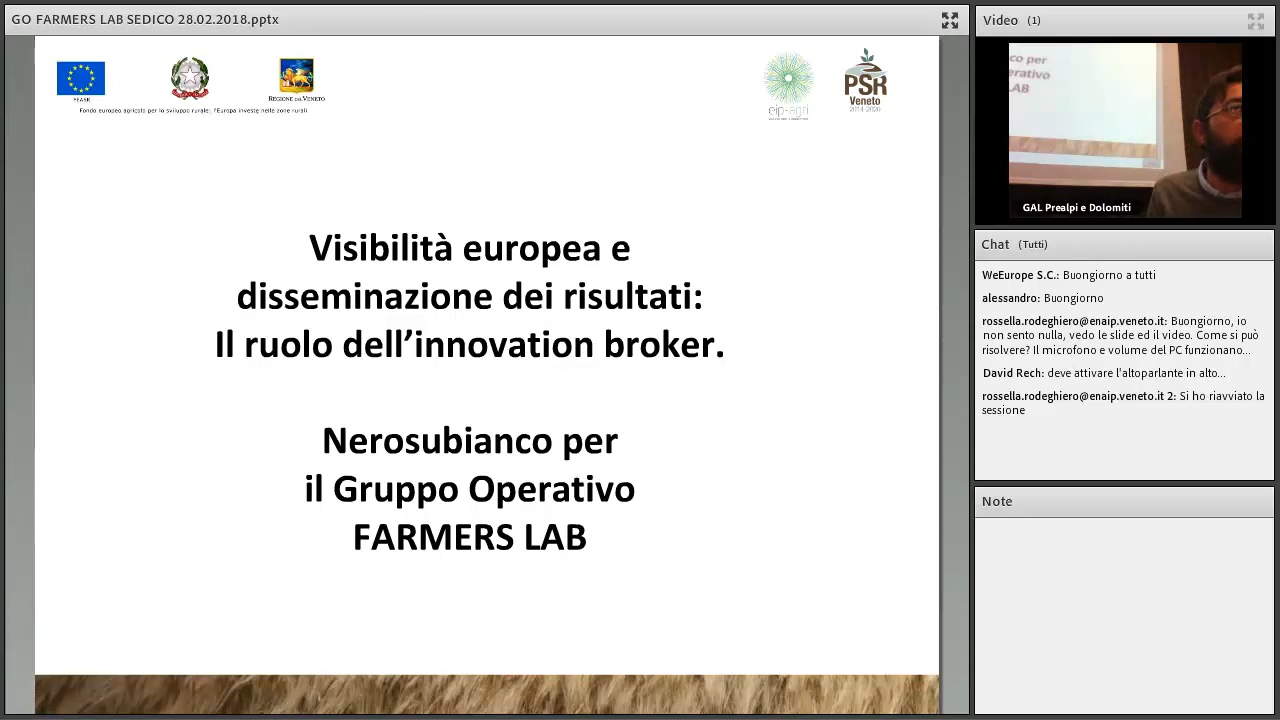 GO FARMERS LAB SEDICO 28.02.2018.pptx
FEASR
REGIONE DEL VENETO
Fondo europeo agricolo per lo sviluppo rurale: l'Europa investe nelle zone rurali
eip-agri
PSR
Veneto
2014-2020
Visibilità europea e
disseminazione dei risultati:
Il ruolo dell’innovation broker.
Nerosubianco per
il Gruppo Operativo
FARMERS LAB
Video (1)
co per
erativo
LAB
GAL Prealpi e Dolomiti
Chat (Tutti)
WeEurope S.C.: Buongiorno a tutti
alessandro: Buongiorno
rossella.rodeghiero@enaip.veneto.it: Buongiorno, io
non sento nulla, vedo le slide ed il video. Come si può
risolvere? Il microfono e volume del PC funzionano...
David Rech: deve attivare l'altoparlante in alto...
rossella.rodeghiero@enaip.veneto.it 2: Si ho riavviato la
sessione
Note